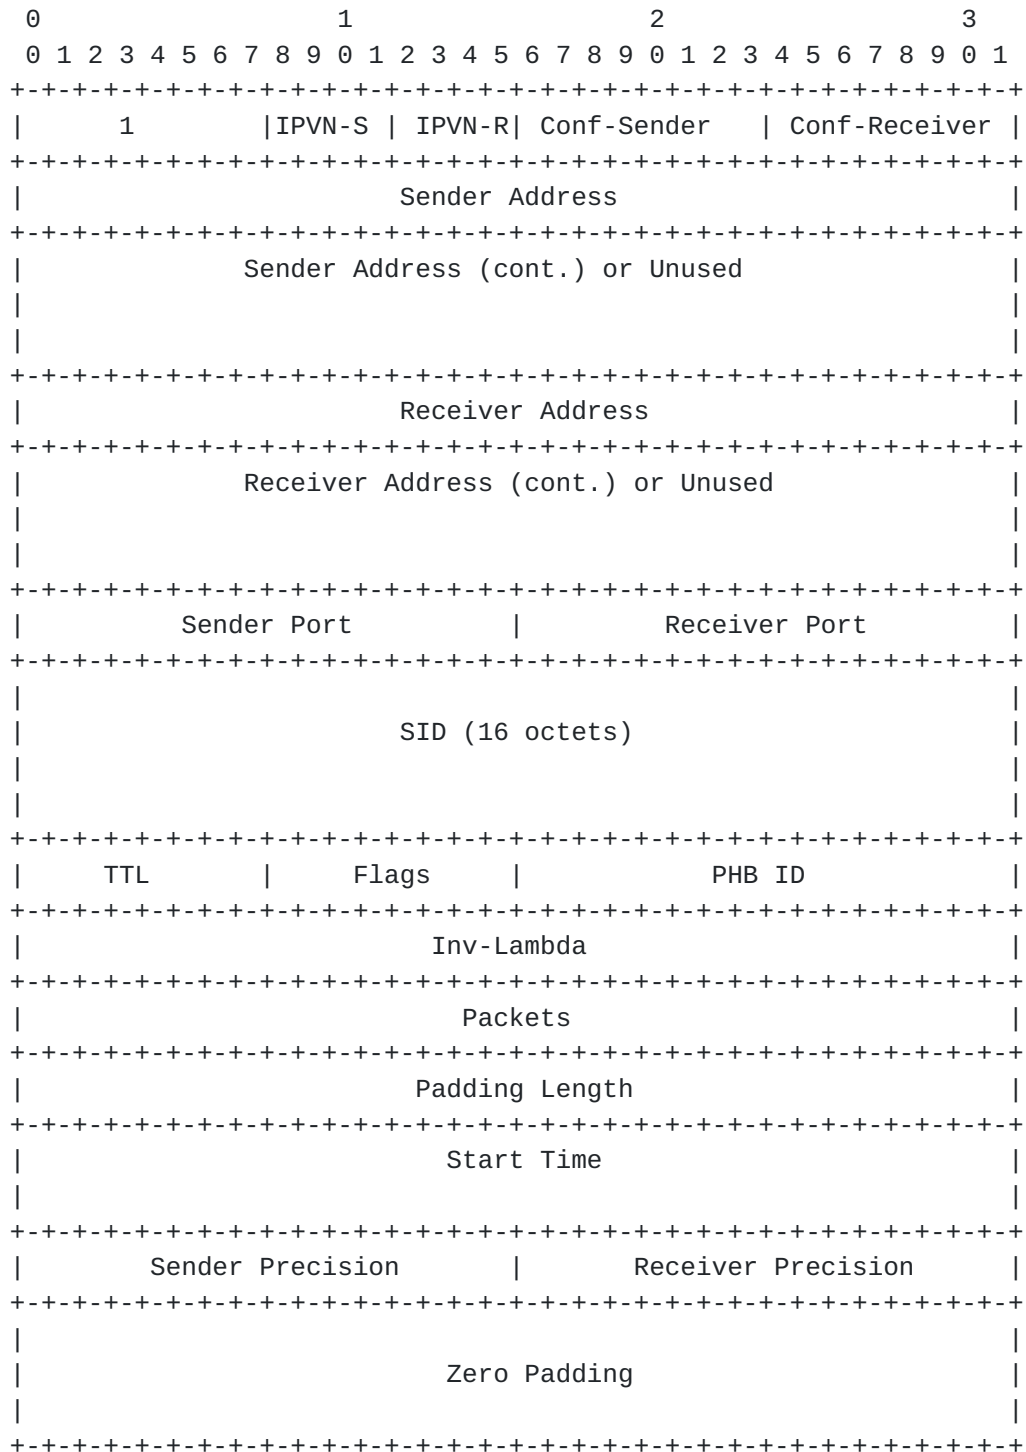 0                   1                   2                   3
 0 1 2 3 4 5 6 7 8 9 0 1 2 3 4 5 6 7 8 9 0 1 2 3 4 5 6 7 8 9 0 1
+-+-+-+-+-+-+-+-+-+-+-+-+-+-+-+-+-+-+-+-+-+-+-+-+-+-+-+-+-+-+-+-+
|      1        |IPVN-S | IPVN-R| Conf-Sender   | Conf-Receiver |
+-+-+-+-+-+-+-+-+-+-+-+-+-+-+-+-+-+-+-+-+-+-+-+-+-+-+-+-+-+-+-+-+
|                        Sender Address                         |
+-+-+-+-+-+-+-+-+-+-+-+-+-+-+-+-+-+-+-+-+-+-+-+-+-+-+-+-+-+-+-+-+
|              Sender Address (cont.) or Unused                 |
|                                                               |
|                                                               |
+-+-+-+-+-+-+-+-+-+-+-+-+-+-+-+-+-+-+-+-+-+-+-+-+-+-+-+-+-+-+-+-+
|                        Receiver Address                       |
+-+-+-+-+-+-+-+-+-+-+-+-+-+-+-+-+-+-+-+-+-+-+-+-+-+-+-+-+-+-+-+-+
|              Receiver Address (cont.) or Unused               |
|                                                               |
|                                                               |
+-+-+-+-+-+-+-+-+-+-+-+-+-+-+-+-+-+-+-+-+-+-+-+-+-+-+-+-+-+-+-+-+
|          Sender Port          |         Receiver Port         |
+-+-+-+-+-+-+-+-+-+-+-+-+-+-+-+-+-+-+-+-+-+-+-+-+-+-+-+-+-+-+-+-+
|                                                               |
|                        SID (16 octets)                        |
|                                                               |
|                                                               |
+-+-+-+-+-+-+-+-+-+-+-+-+-+-+-+-+-+-+-+-+-+-+-+-+-+-+-+-+-+-+-+-+
|     TTL       |     Flags     |            PHB ID             |
+-+-+-+-+-+-+-+-+-+-+-+-+-+-+-+-+-+-+-+-+-+-+-+-+-+-+-+-+-+-+-+-+
|                          Inv-Lambda                           |
+-+-+-+-+-+-+-+-+-+-+-+-+-+-+-+-+-+-+-+-+-+-+-+-+-+-+-+-+-+-+-+-+
|                            Packets                            |
+-+-+-+-+-+-+-+-+-+-+-+-+-+-+-+-+-+-+-+-+-+-+-+-+-+-+-+-+-+-+-+-+
|                         Padding Length                        |
+-+-+-+-+-+-+-+-+-+-+-+-+-+-+-+-+-+-+-+-+-+-+-+-+-+-+-+-+-+-+-+-+
|                           Start Time                          |
|                                                               |
+-+-+-+-+-+-+-+-+-+-+-+-+-+-+-+-+-+-+-+-+-+-+-+-+-+-+-+-+-+-+-+-+
|        Sender Precision       |       Receiver Precision      |
+-+-+-+-+-+-+-+-+-+-+-+-+-+-+-+-+-+-+-+-+-+-+-+-+-+-+-+-+-+-+-+-+
|                                                               |
|                           Zero Padding                        |
|                                                               |
+-+-+-+-+-+-+-+-+-+-+-+-+-+-+-+-+-+-+-+-+-+-+-+-+-+-+-+-+-+-+-+-+